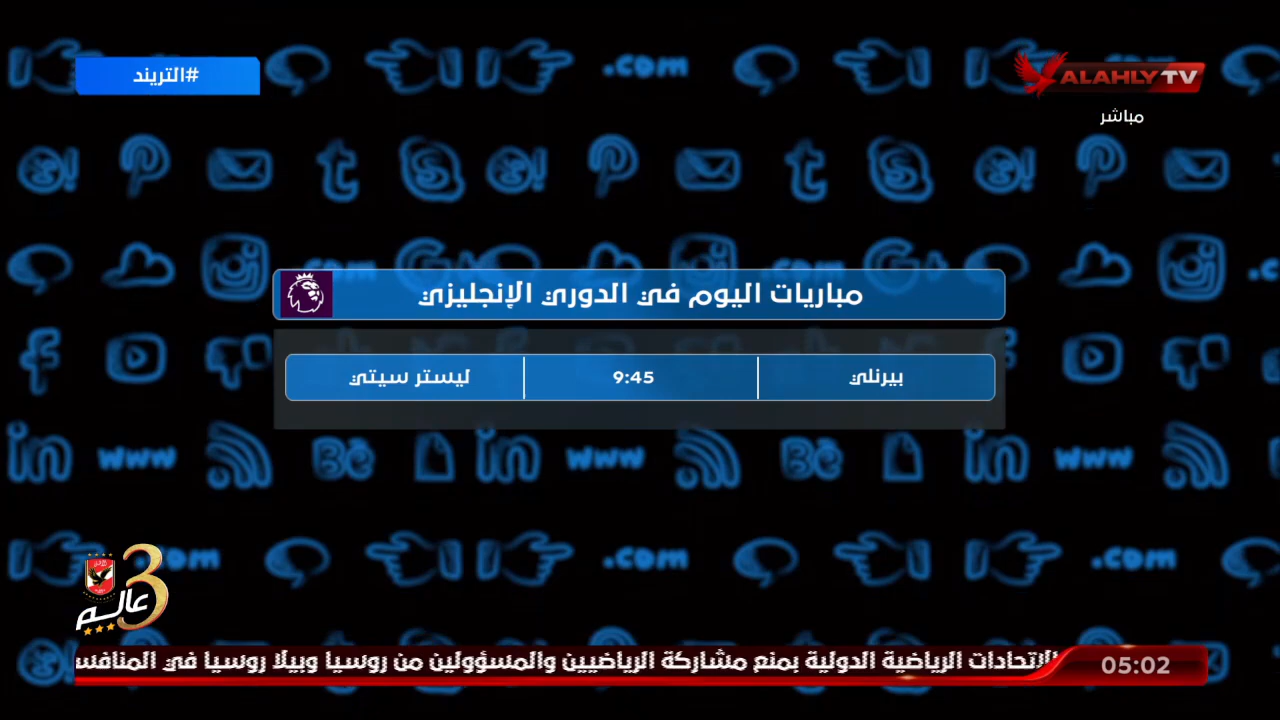 #التريند
ALAHLY TV
مباشر
مباريات اليوم في الدوري الإنجليزي
بيرنلي
9:45
ليستر سيتي
3
عالم
الاتحادات الرياضية الدولية بمنع مشاركة الرياضيين والمسؤولين من روسيا وبيلا روسيا في المنافس
05:02